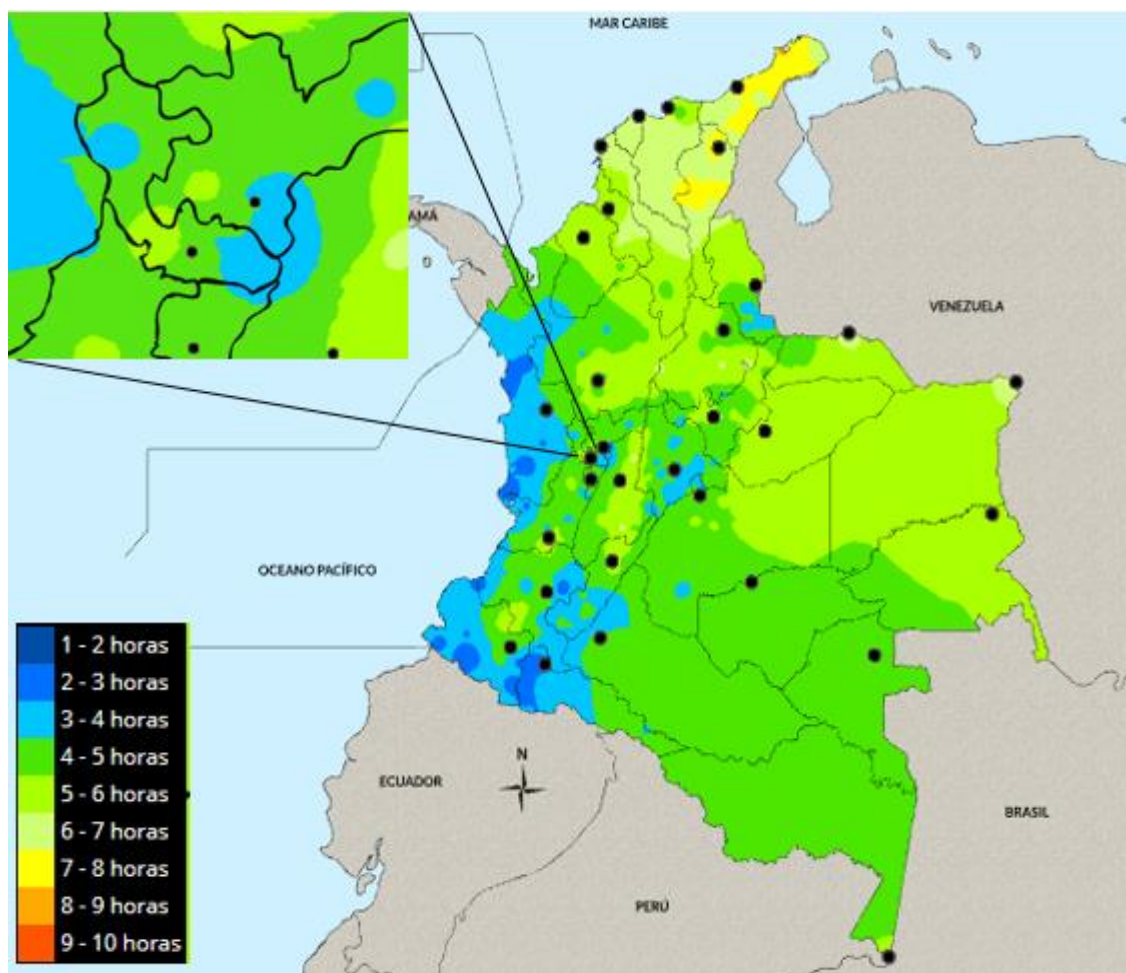 MAR CARIBE
AMÁ
VENEZUELA
OCEANO PACÍFICO
N
ECUADOR
BRASIL
PERÚ
1 - 2 horas
2 - 3 horas
3 - 4 horas
4 - 5 horas
5 - 6 horas
6 - 7 horas
7 - 8 horas
8 - 9 horas
9 - 10 horas